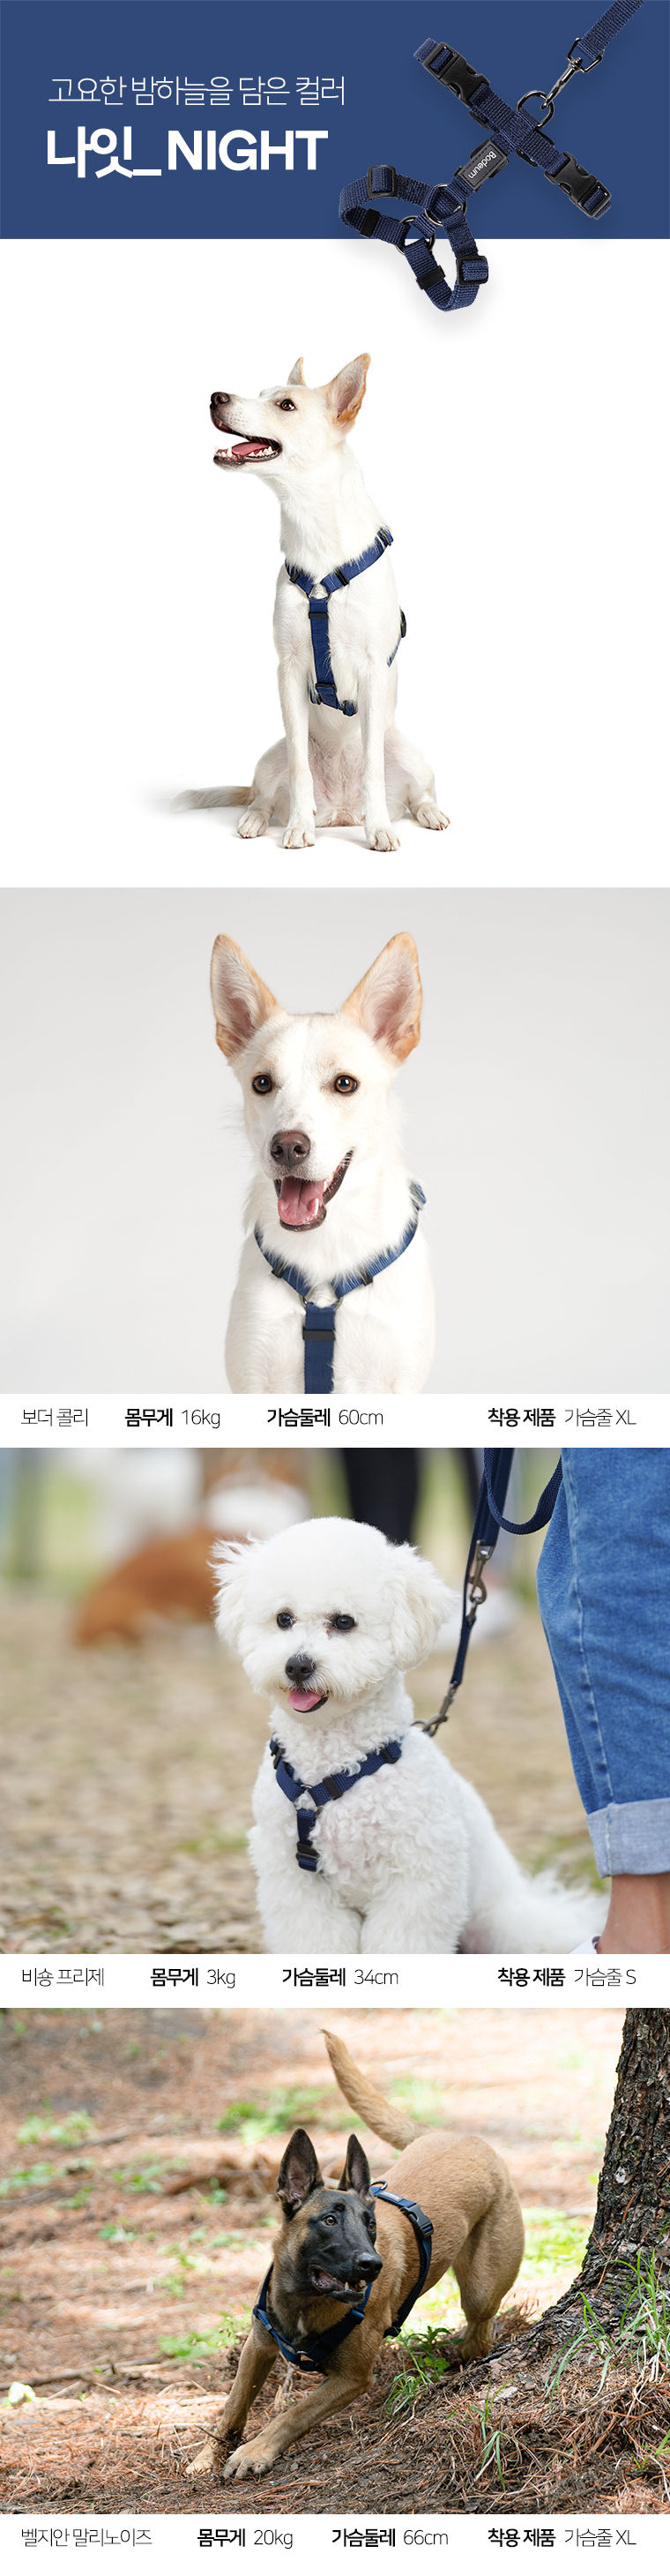 고요한 밤하늘을 담은 컬러
나잇_NIGHT
Bodeum
보더 콜리 몸무게 16kg 가슴둘레 60cm 착용 제품 가슴줄 XL
비숑 프리제 몸무게 3kg 가슴둘레 34cm 착용 제품 가슴줄 S
벨지안 말리노이즈 몸무게 20kg 가슴둘레 66cm 착용 제품 가슴줄 XL